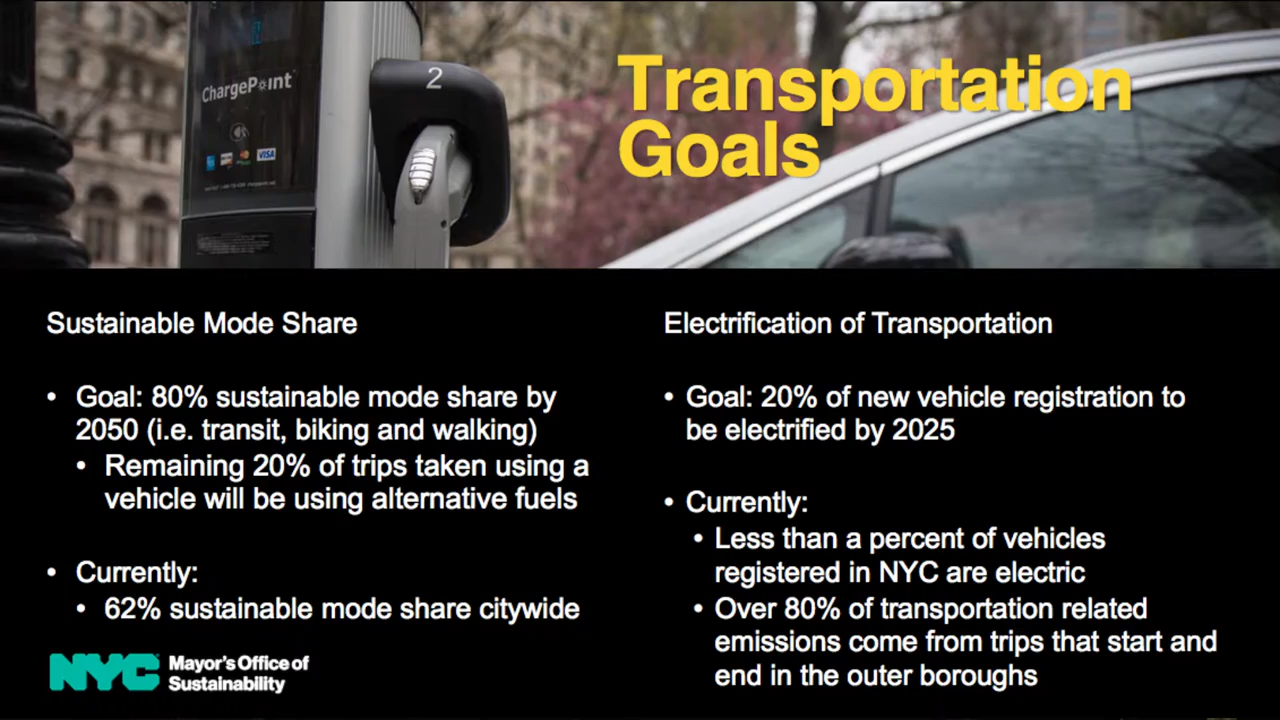 ChargePoint
2
VISA
Transportation
Goals
Sustainable Mode Share
• Goal: 80% sustainable mode share by
2050 (i.e. transit, biking and walking)
• Remaining 20% of trips taken using a
vehicle will be using alternative fuels
• Currently:
• 62% sustainable mode share citywide
Electrification of Transportation
• Goal: 20% of new vehicle registration to
be electrified by 2025
• Currently:
• Less than a percent of vehicles
registered in NYC are electric
• Over 80% of transportation related
emissions come from trips that start and
end in the outer boroughs
NYC Mayor's Office of
Sustainability